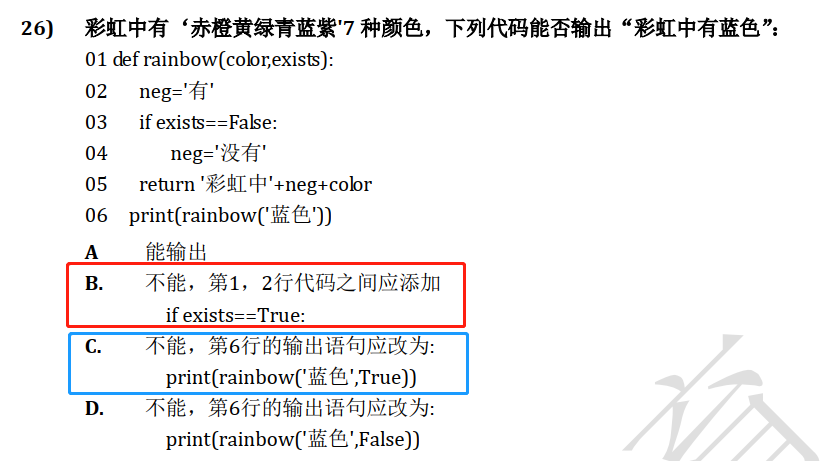 26) 彩虹中有‘赤橙黄绿青蓝紫'7 种颜色，下列代码能否输出“彩虹中有蓝色”：
01 def rainbow(color,exists):
02 neg='有'
03 if exists==False:
04 neg='没有'
05 return '彩虹中'+neg+color
06 print(rainbow('蓝色'))
A 能输出
B. 不能，第1，2行代码之间应添加
if exists==True:
C. 不能，第6行的输出语句应改为:
print(rainbow('蓝色',True))
D. 不能，第6行的输出语句应改为:
print(rainbow('蓝色',False))